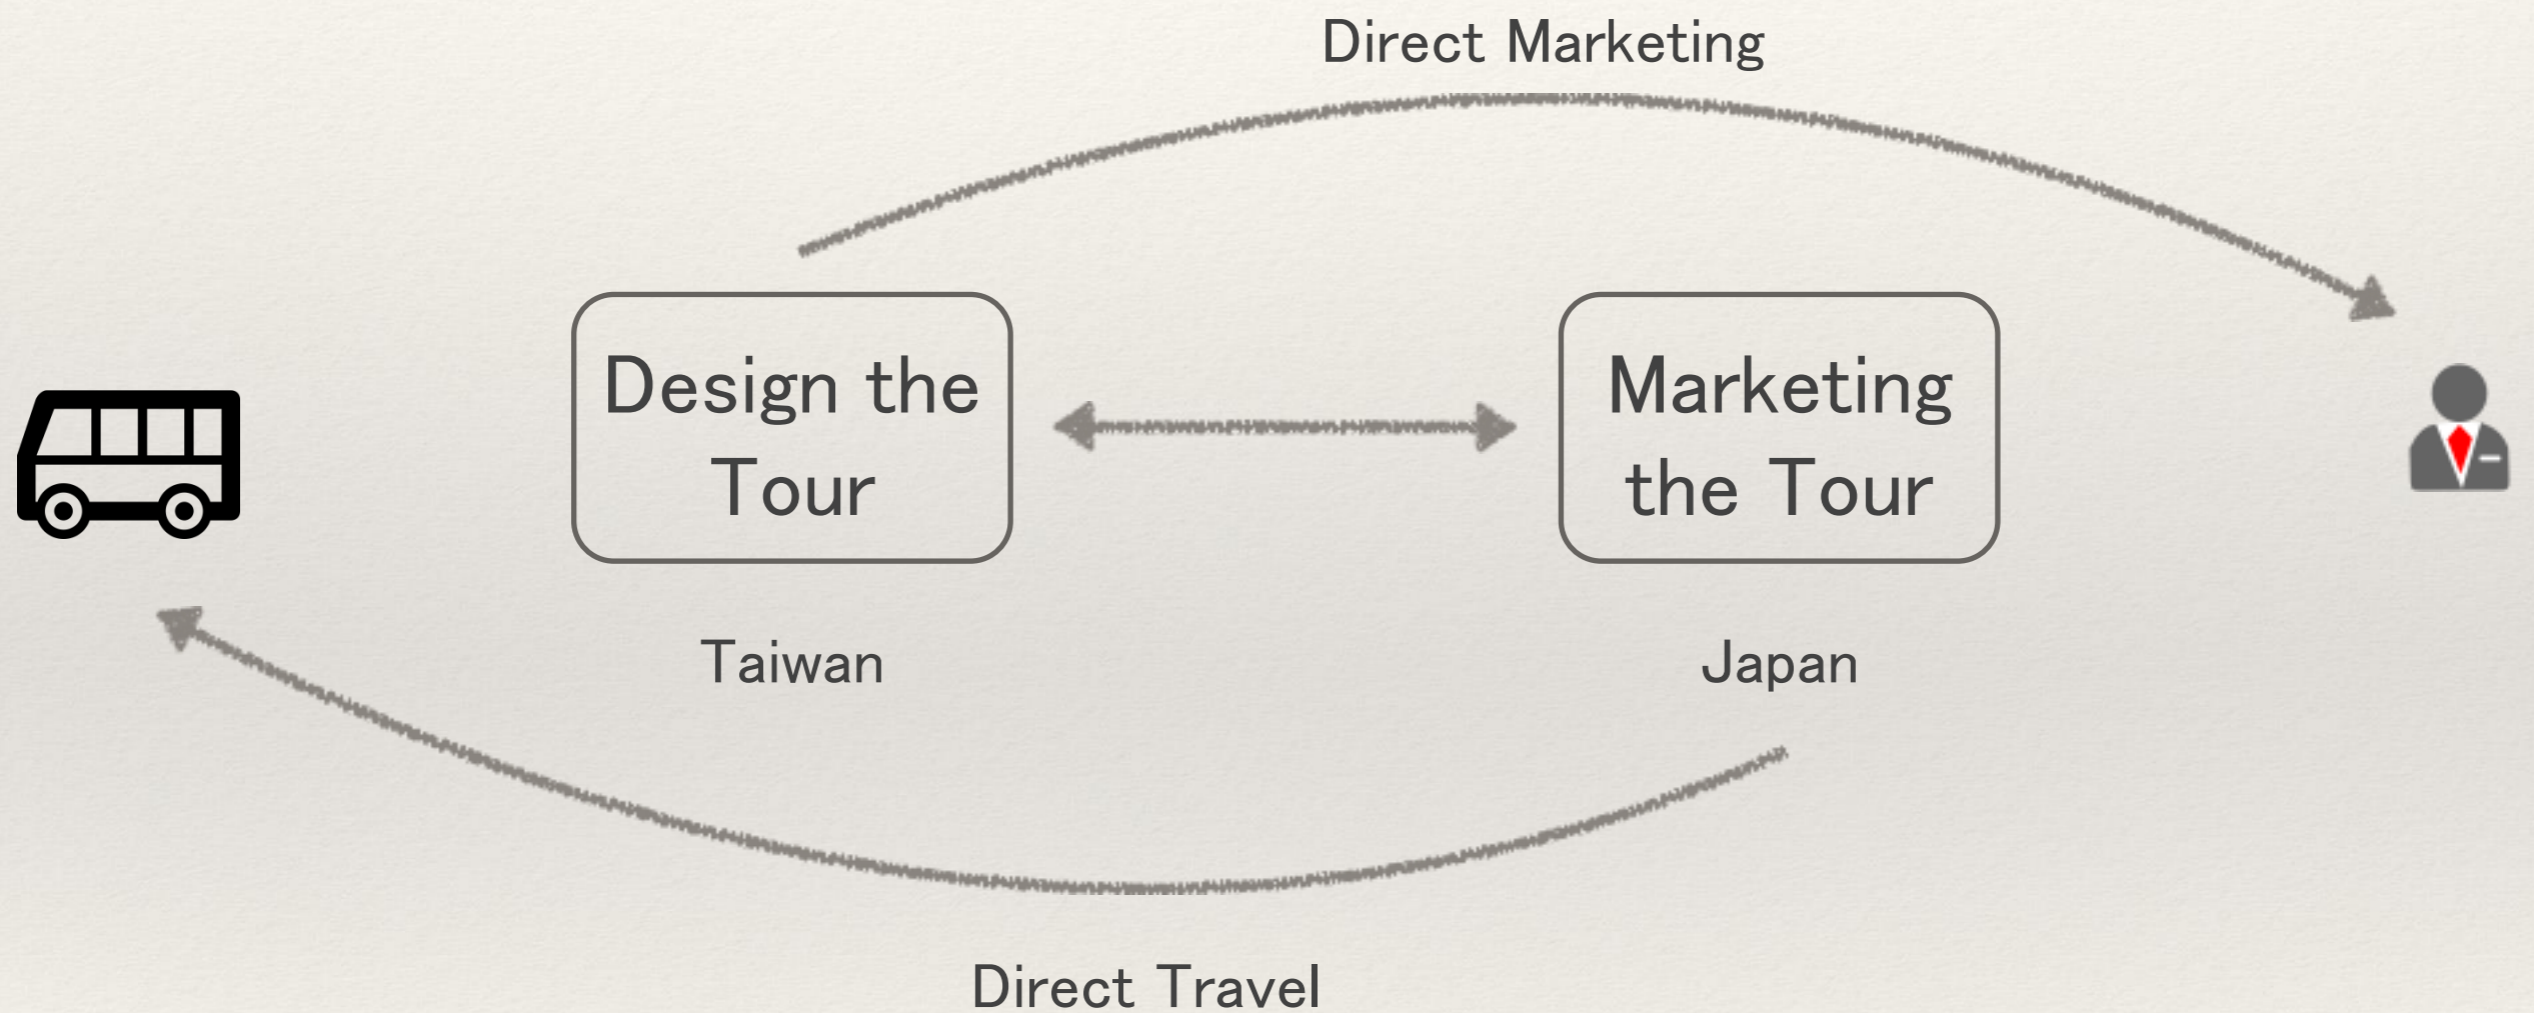 Direct Marketing
Design the
Tour
Marketing
the Tour
Taiwan
Japan
Direct Travel